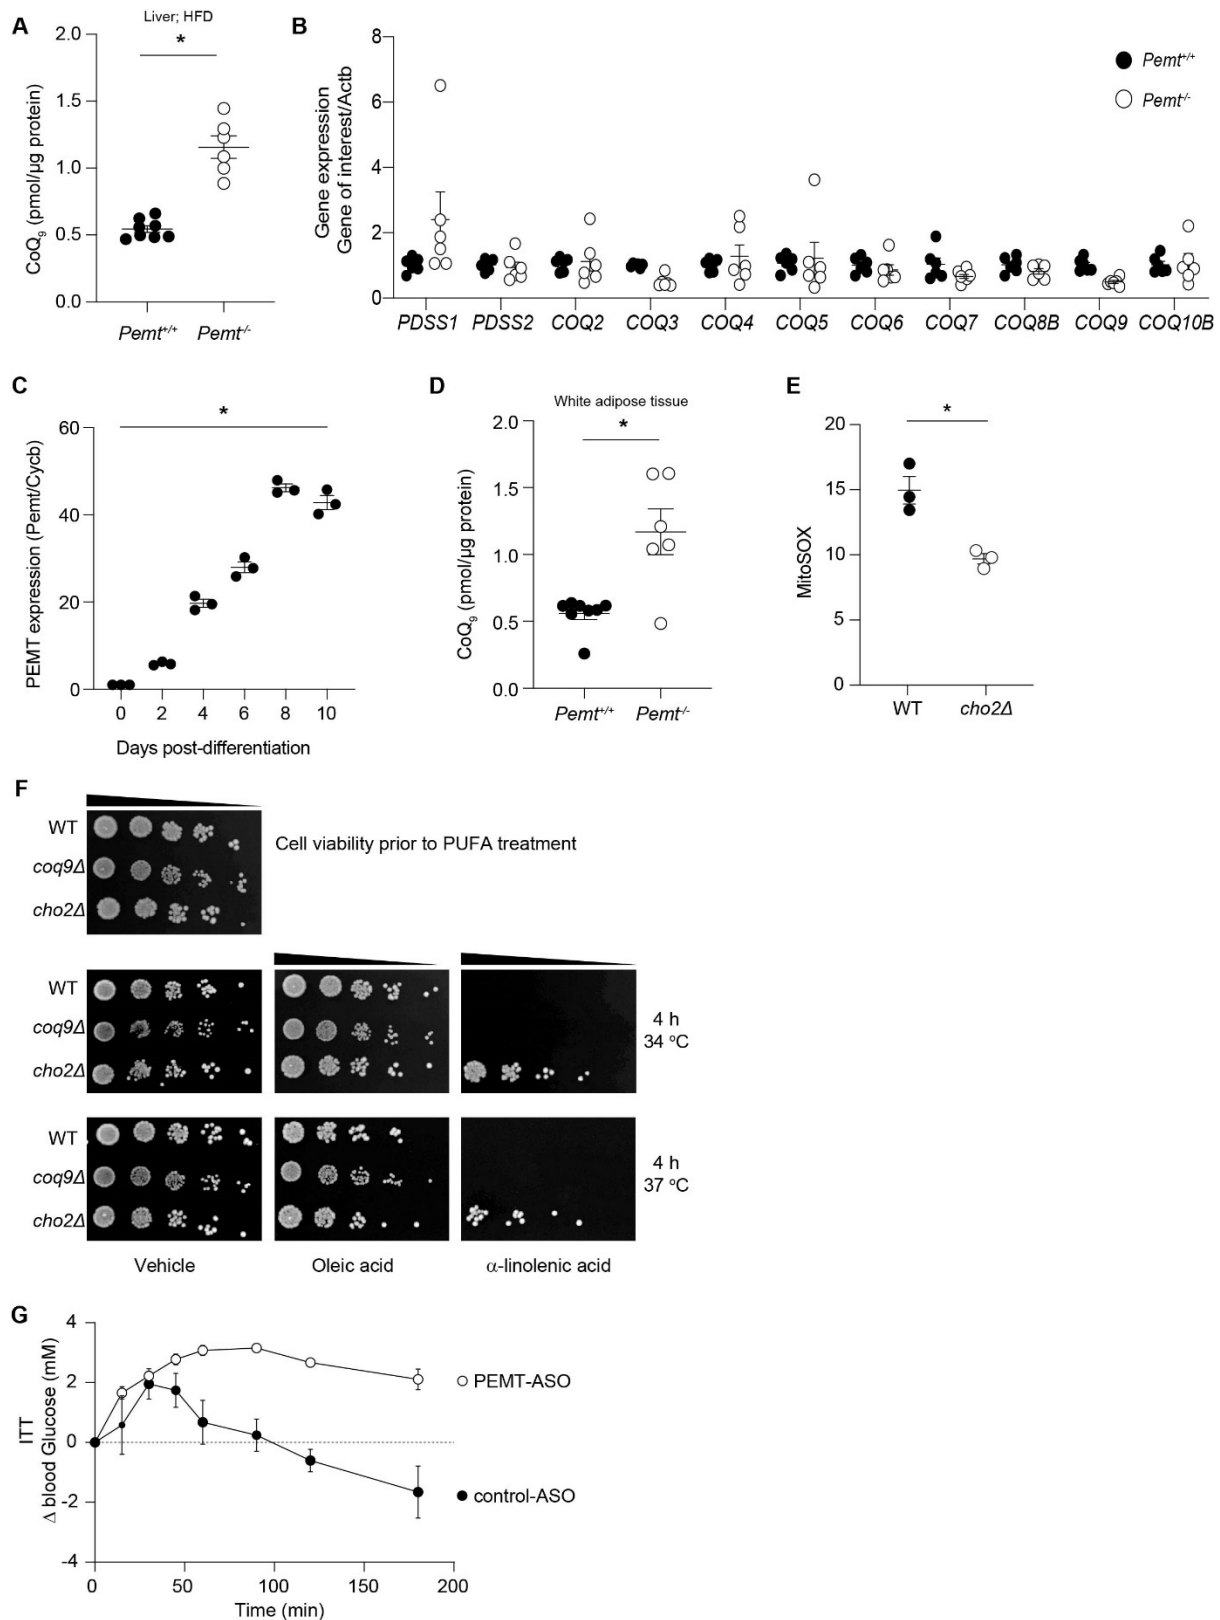 A
Liver; HFD
*
CoQ₉ (pmol/µg protein)
2.0
1.5
1.0
0.5
0.0
Pemt⁺/⁺
Pemt⁻/⁻
B
Gene expression
Gene of interest/Actb
8
6
4
2
0
Pemt⁺/⁺
Pemt⁻/⁻
PDSS1 PDSS2 COQ2 COQ3 COQ4 COQ5 COQ6 COQ7 COQ8B COQ9 COQ10B
C
*
PEMT expression (Pemt/Cycb)
60
40
20
0
0 2 4 6 8 10
Days post-differentiation
D
White adipose tissue
*
CoQ₉ (pmol/µg protein)
2.0
1.5
1.0
0.5
0.0
Pemt⁺/⁺
Pemt⁻/⁻
E
*
MitoSOX
20
15
10
5
0
WT
cho2Δ
F
WT
coq9Δ
cho2Δ
Cell viability prior to PUFA treatment
WT
coq9Δ
cho2Δ
4 h
34 °C
WT
coq9Δ
cho2Δ
4 h
37 °C
Vehicle
Oleic acid
α-linolenic acid
G
ITT
Δ blood Glucose (mM)
4
2
0
-2
-4
PEMT-ASO
control-ASO
0 50 100 150 200
Time (min)